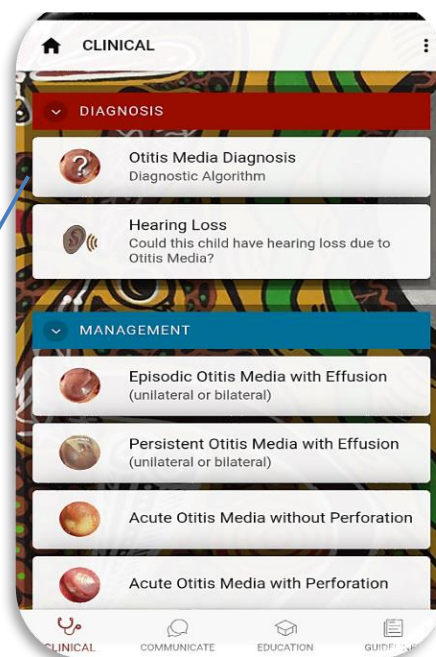 CLINICAL
DIAGNOSIS
Otitis Media Diagnosis
Diagnostic Algorithm
Hearing Loss
Could this child have hearing loss due to
Otitis Media?
MANAGEMENT
Episodic Otitis Media with Effusion
(unilateral or bilateral)
Persistent Otitis Media with Effusion
(unilateral or bilateral)
Acute Otitis Media without Perforation
Acute Otitis Media with Perforation
CLINICAL COMMUNICATE EDUCATION